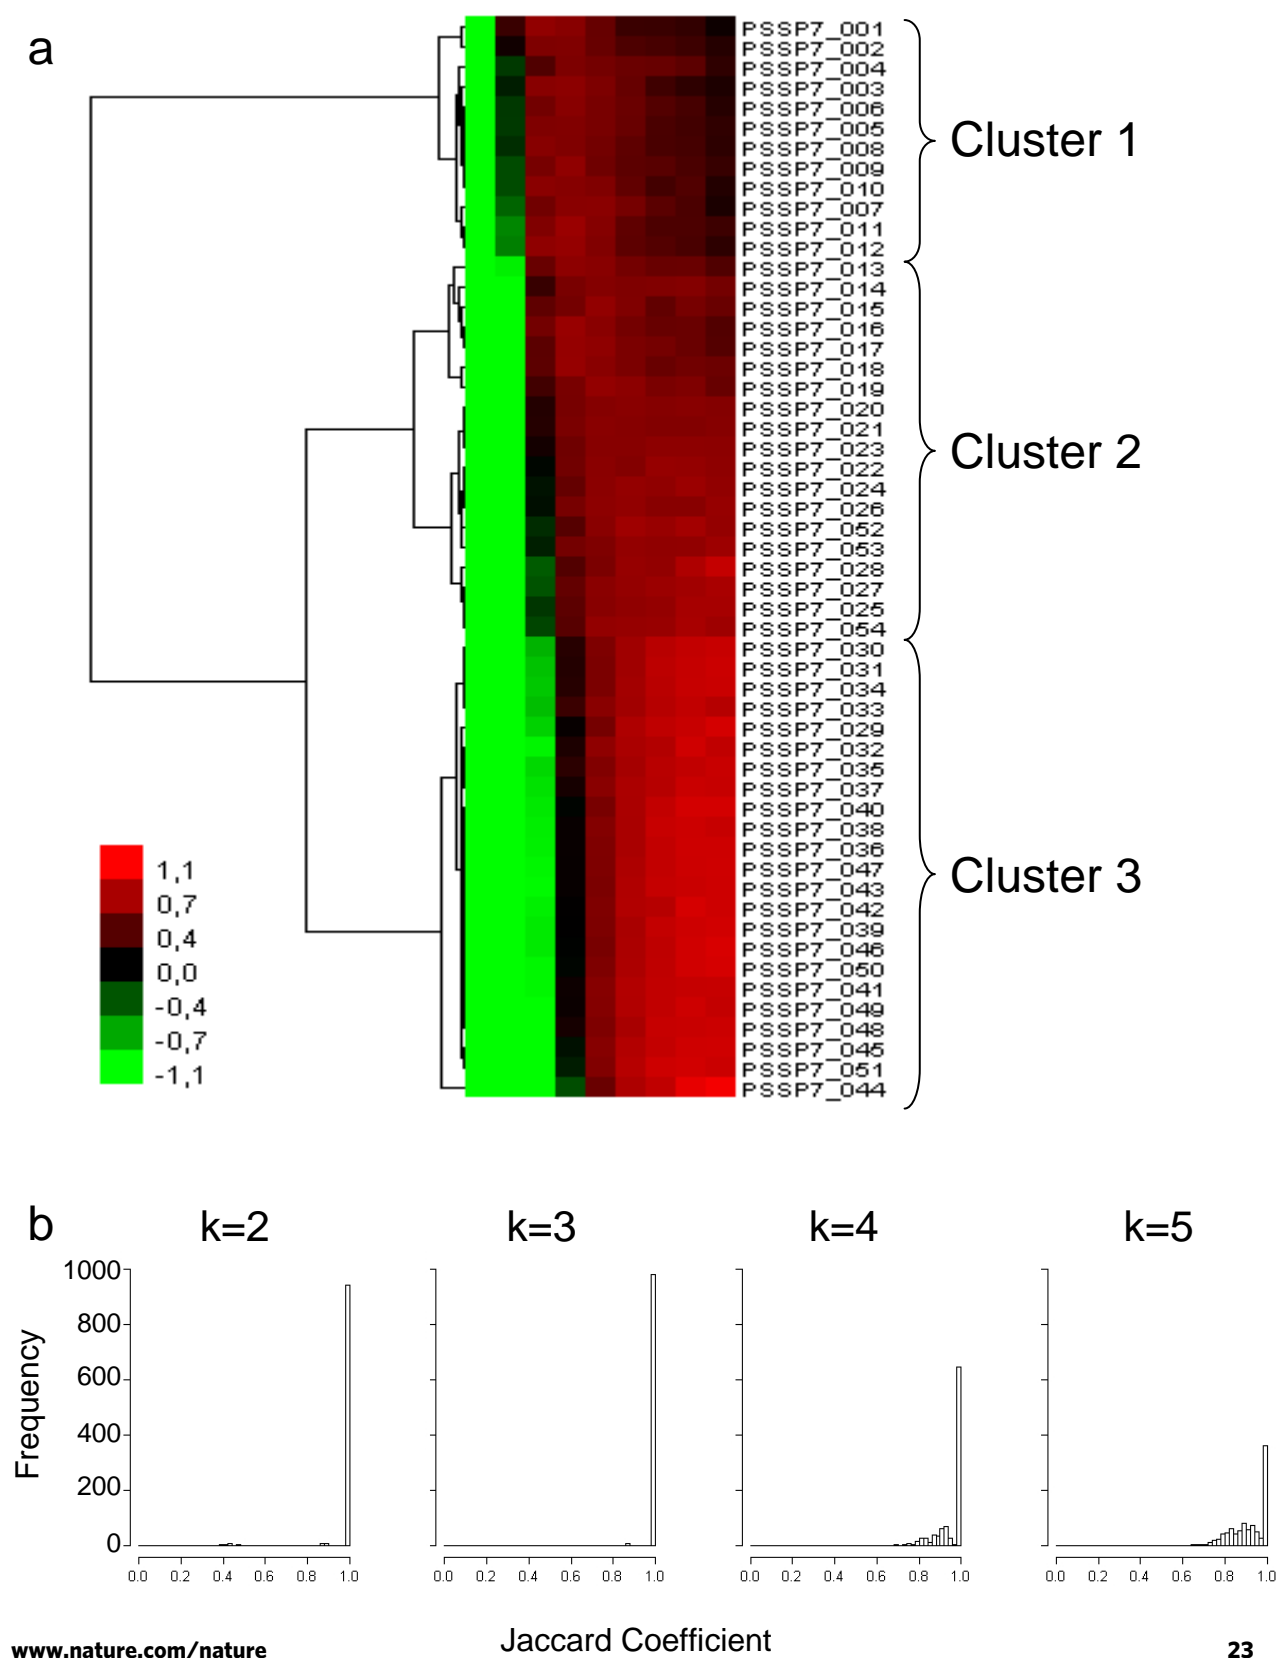 a
PSSP7_001
PSSP7_002
PSSP7_004
PSSP7_003
PSSP7_006
PSSP7_005
PSSP7_008
PSSP7_009
PSSP7_010
PSSP7_007
PSSP7_011
PSSP7_012
PSSP7_013
PSSP7_014
PSSP7_015
PSSP7_016
PSSP7_017
PSSP7_018
PSSP7_019
PSSP7_020
PSSP7_021
PSSP7_023
PSSP7_022
PSSP7_024
PSSP7_026
PSSP7_052
PSSP7_053
PSSP7_028
PSSP7_027
PSSP7_025
PSSP7_054
PSSP7_030
PSSP7_031
PSSP7_034
PSSP7_033
PSSP7_029
PSSP7_032
PSSP7_035
PSSP7_037
PSSP7_040
PSSP7_038
PSSP7_036
PSSP7_047
PSSP7_043
PSSP7_042
PSSP7_039
PSSP7_046
PSSP7_050
PSSP7_041
PSSP7_049
PSSP7_048
PSSP7_045
PSSP7_051
PSSP7_044
Cluster 1
Cluster 2
Cluster 3
1,1
0,7
0,4
0,0
-0,4
-0,7
-1,1
b
k=2 k=3 k=4 k=5
Frequency
1000
800
600
400
200
0
0.0 0.2 0.4 0.6 0.8 1.0 0.0 0.2 0.4 0.6 0.8 1.0 0.0 0.2 0.4 0.6 0.8 1.0 0.0 0.2 0.4 0.6 0.8 1.0
Jaccard Coefficient
www.nature.com/nature 23